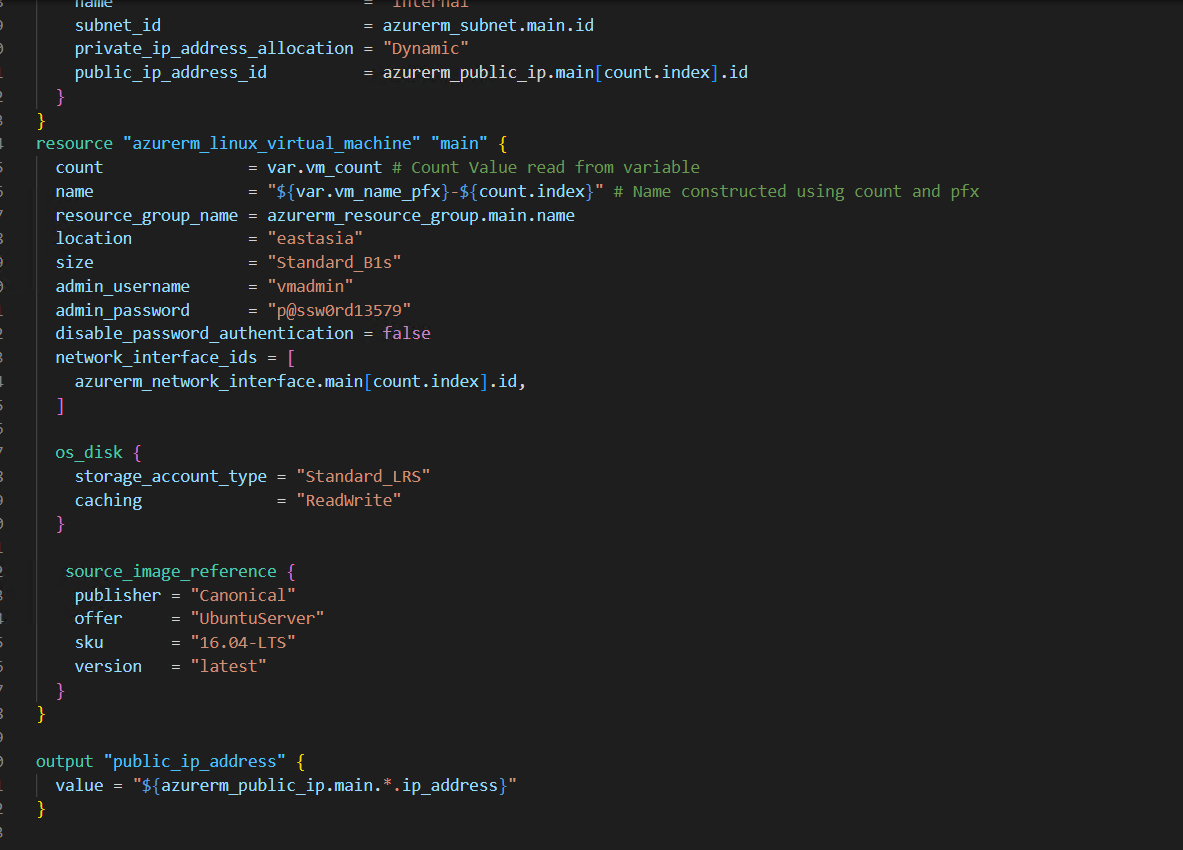 name = "internal"
subnet_id = azurerm_subnet.main.id
private_ip_address_allocation = "Dynamic"
public_ip_address_id = azurerm_public_ip.main[count.index].id
}
}
resource "azurerm_linux_virtual_machine" "main" {
count = var.vm_count # Count Value read from variable
name = "${var.vm_name_pfx}-${count.index}" # Name constructed using count and pfx
resource_group_name = azurerm_resource_group.main.name
location = "eastasia"
size = "Standard_B1s"
admin_username = "vmadmin"
admin_password = "p@ssw0rd13579"
disable_password_authentication = false
network_interface_ids = [
azurerm_network_interface.main[count.index].id,
]
os_disk {
storage_account_type = "Standard_LRS"
caching = "ReadWrite"
}
source_image_reference {
publisher = "Canonical"
offer = "UbuntuServer"
sku = "16.04-LTS"
version = "latest"
}
}
output "public_ip_address" {
value = "${azurerm_public_ip.main.*.ip_address}"
}